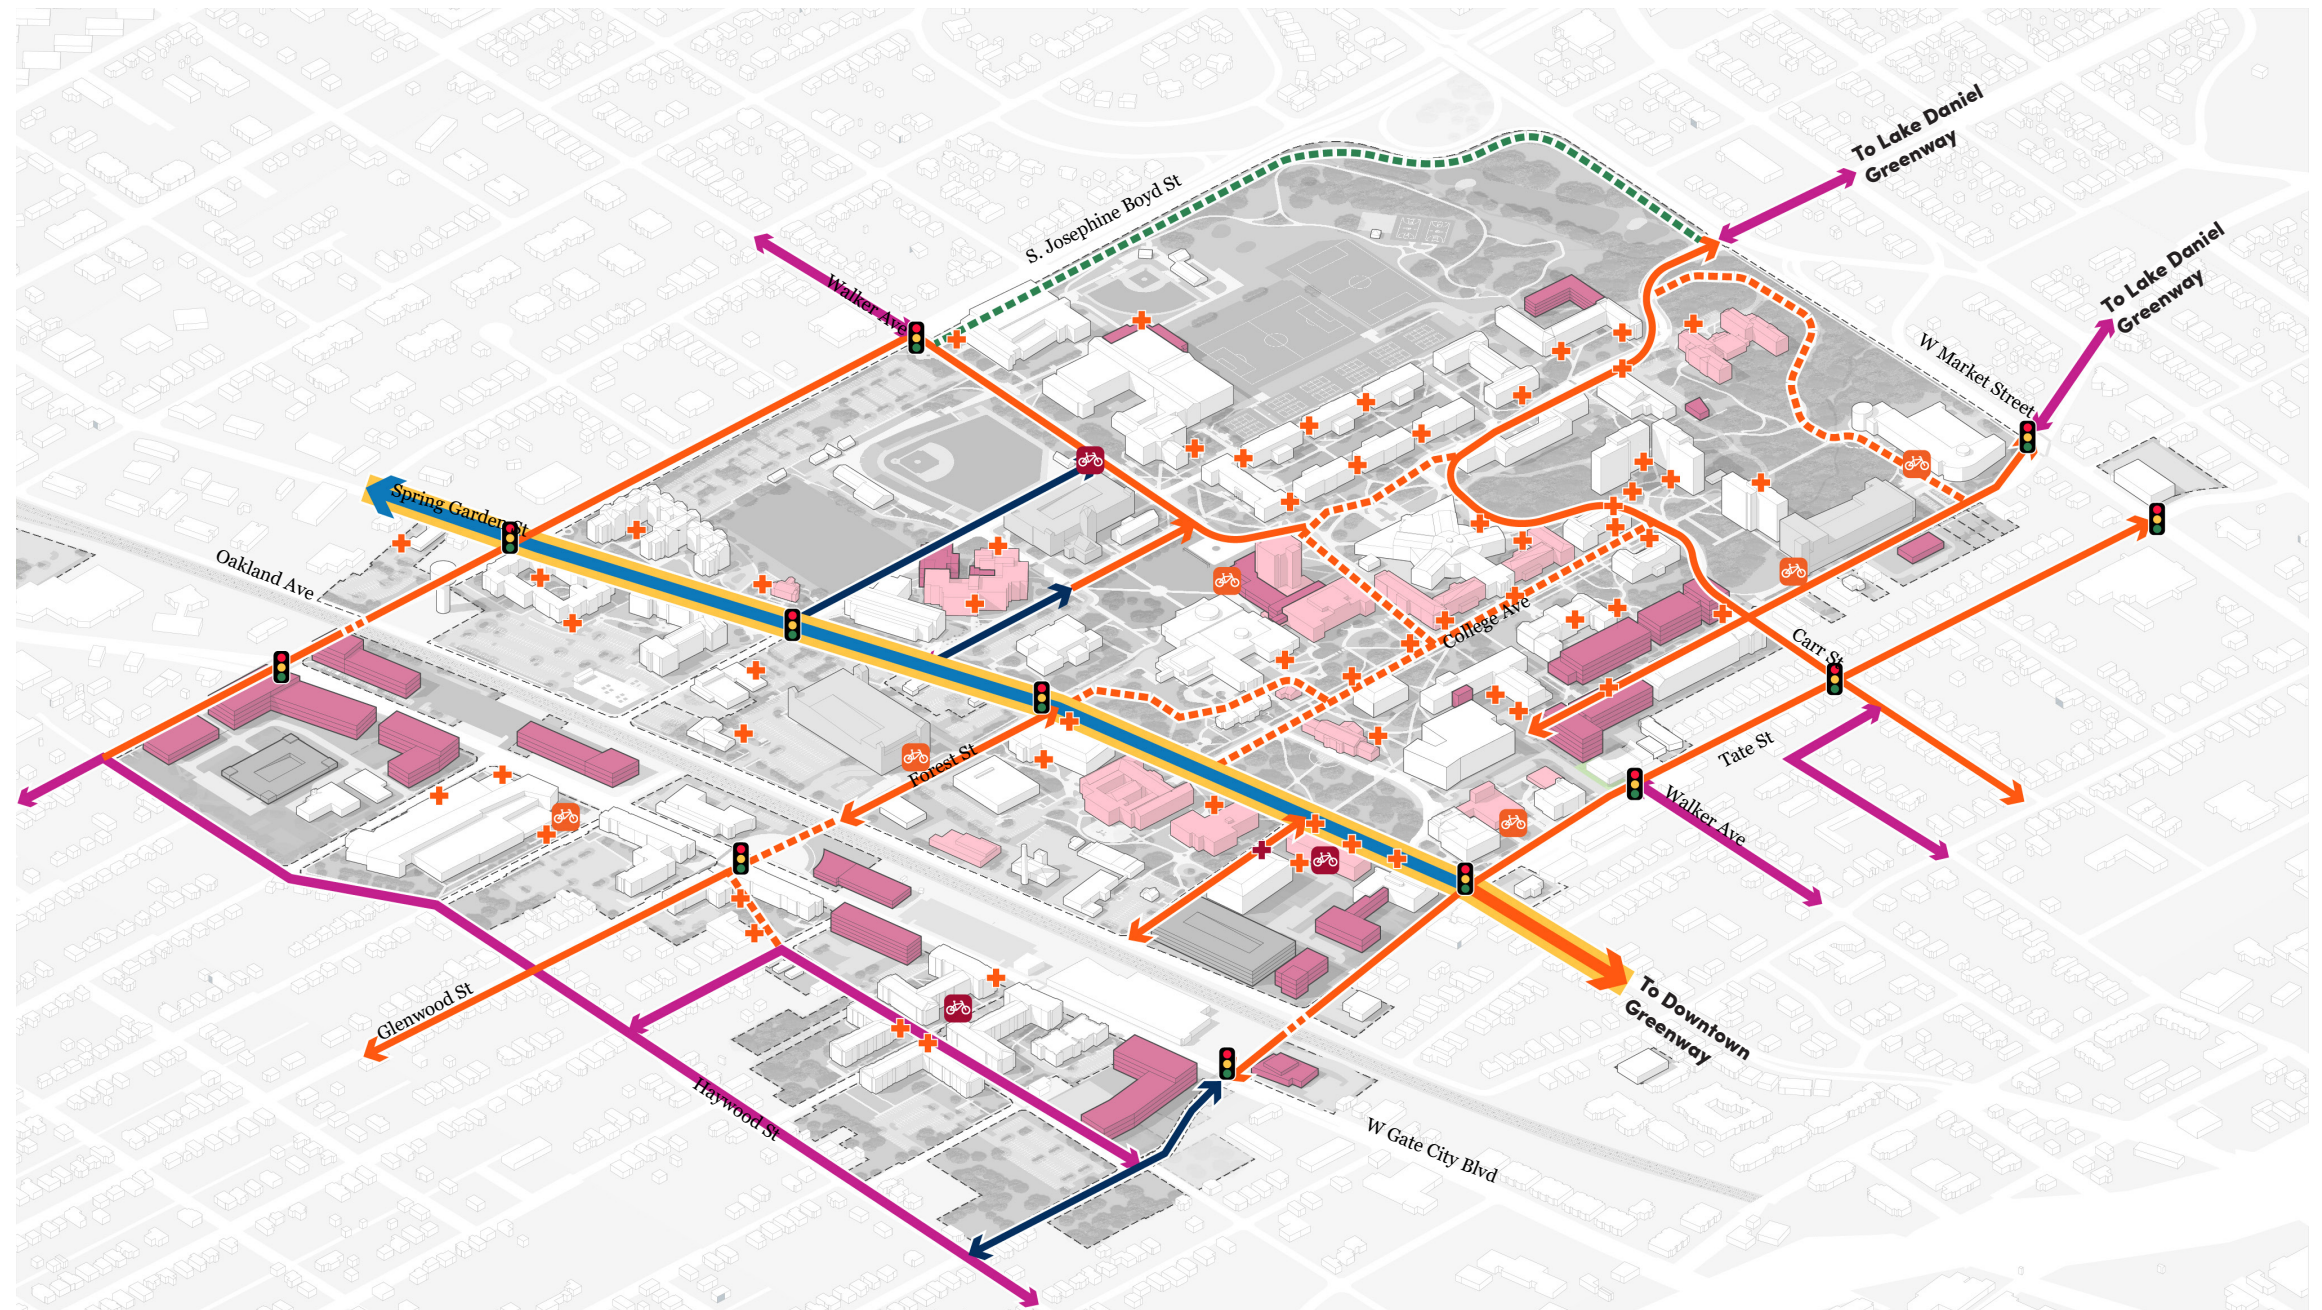 To Lake Daniel
Greenway
S. Josephine Boyd St
To Lake Daniel
Greenway
Walker Ave
W Market Street
Spring Garden St
Oakland Ave
College Ave
Carr St
Tate St
Forest St
Walker Ave
To Downtown
Greenway
Glenwood St
Haywood St
W Gate City Blvd